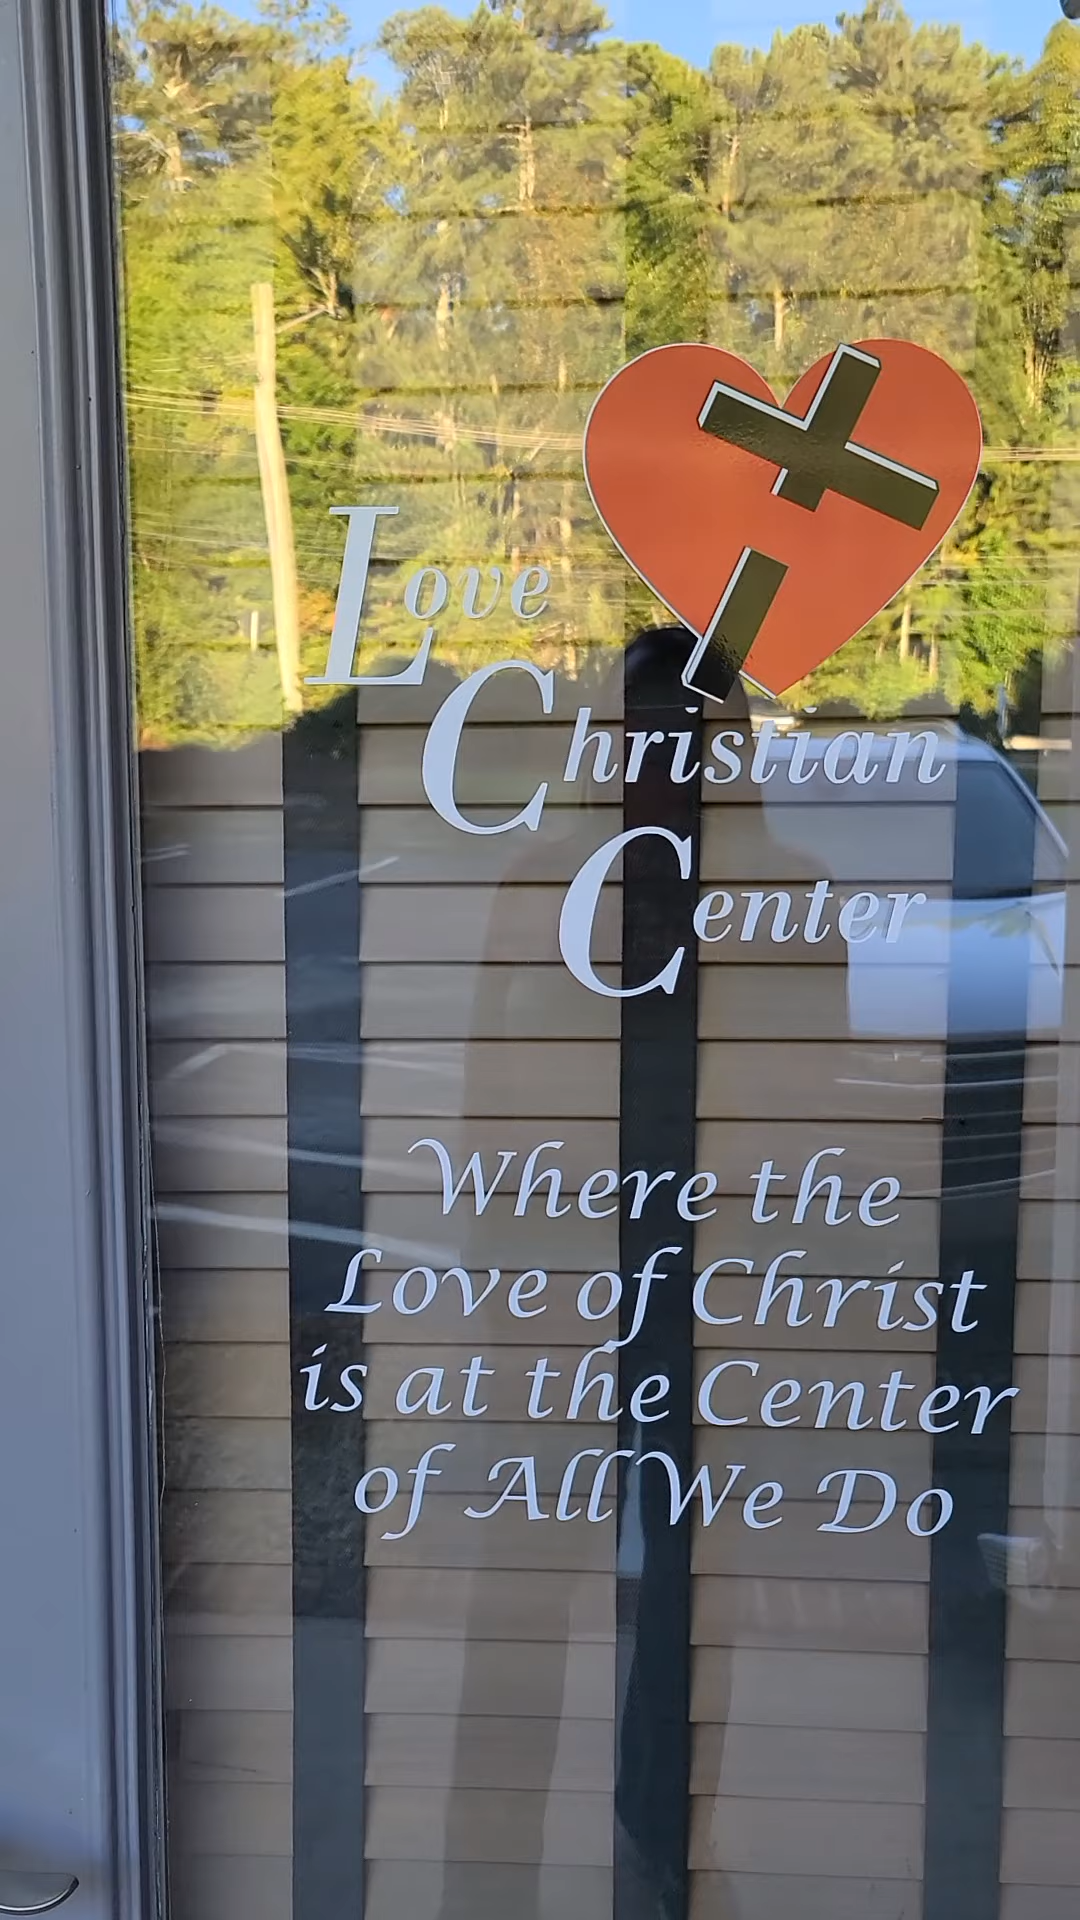 Love
Christian
Center
Where the
Love of Christ
is at the Center
of All We Do